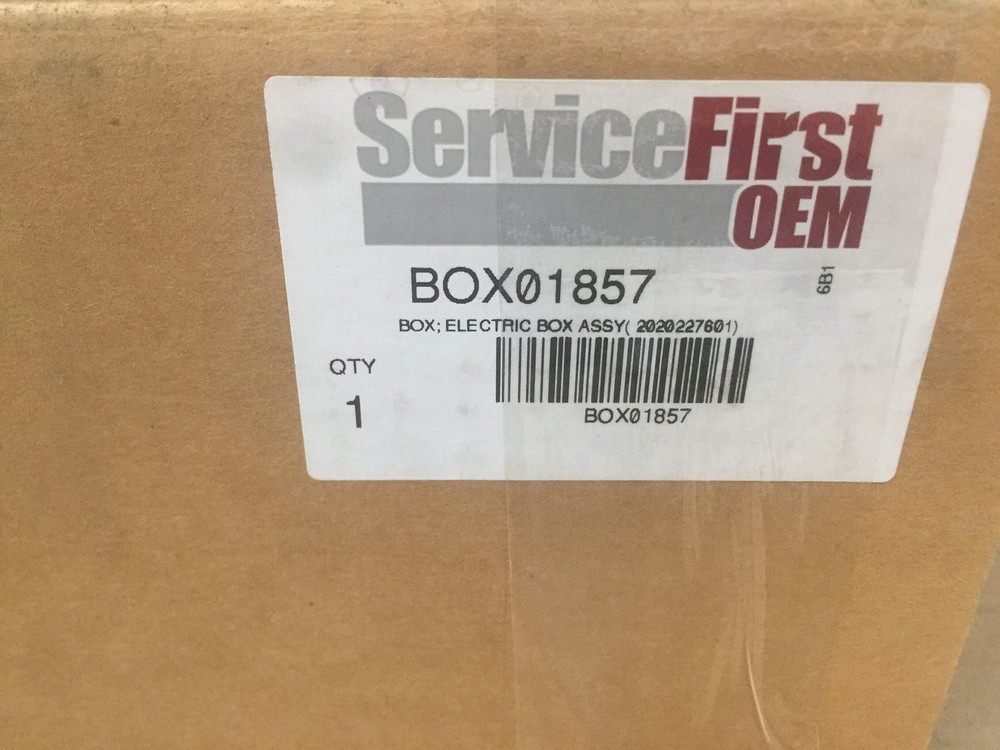 ServiceFirst
OEM
BOX01857
6B1
BOX; ELECTRIC BOX ASSY( 2020227601)
QTY
1
BOX01857